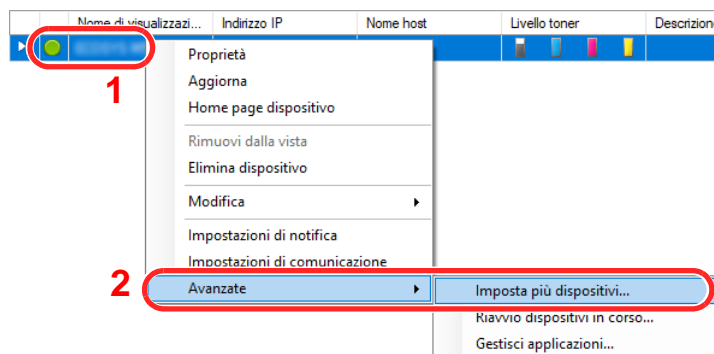 Nome di visualizzazi... Indirizzo IP Nome host Livello toner Descrizione
1
Proprietà
Aggiorna
Home page dispositivo
Rimuovi dalla vista
Elimina dispositivo
Modifica
Impostazioni di notifica
Impostazioni di comunicazione
2
Avanzate Imposta più dispositivi...
Riavvio dispositivi in corso...
Gestisci applicazioni...